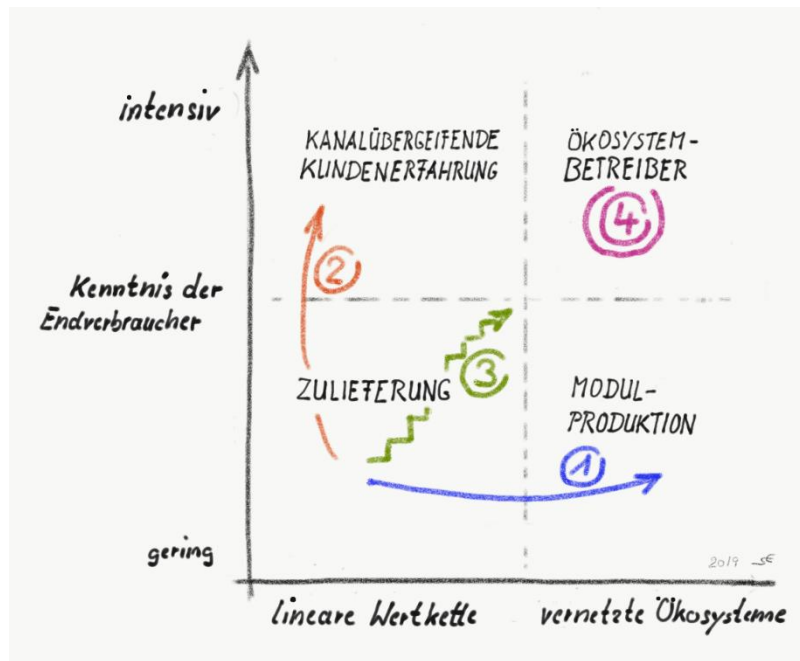 intensiv
KANALÜBERGEIFENDE
KUNDENERFAHRUNG
ÖKOSYSTEM-
BETREIBER
4
2
Kenntnis der
Endverbraucher
ZULIEFERUNG
3
MODUL-
PRODUKTION
1
gering
2019 SE
lineare Wertkette
vernetzte Ökosysteme